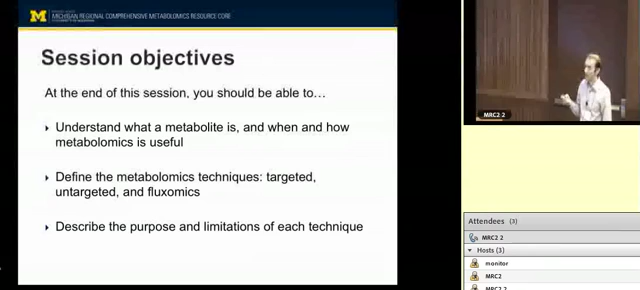 MICHIGAN REGIONAL COMPREHENSIVE METABOLOMICS RESOURCE CORE
Session objectives
At the end of this session, you should be able to…
Understand what a metabolite is, and when and how
metabolomics is useful
Define the metabolomics techniques: targeted,
untargeted, and fluxomics
Describe the purpose and limitations of each technique
MRC2 2
Attendees (3)
MRC2 2
Hosts (3)
monitor
MRC2
MRC2 2